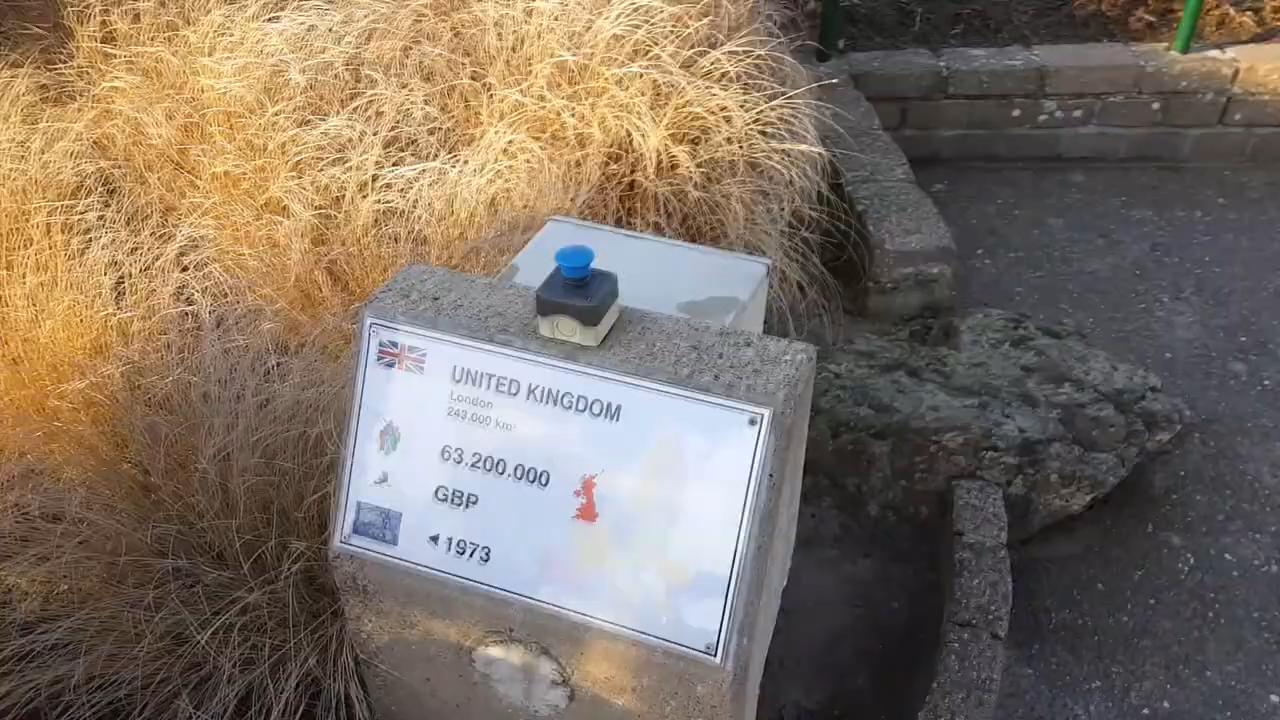 UNITED KINGDOM
London
243.000 km²
63.200.000
GBP
1973